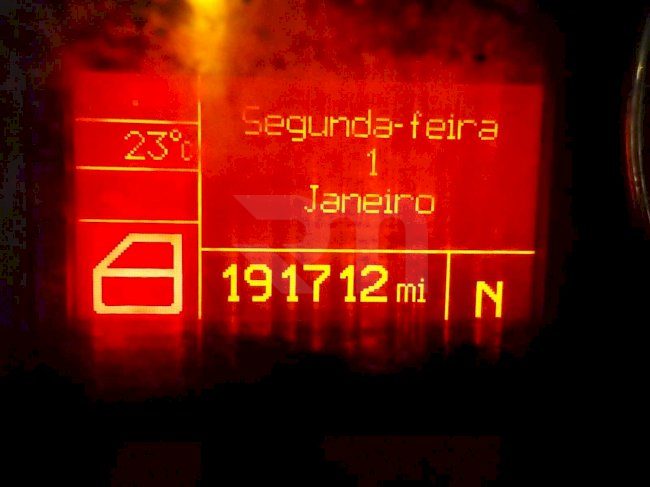 Segunda-feira
23°c
1
Janeiro
191712 mi
N